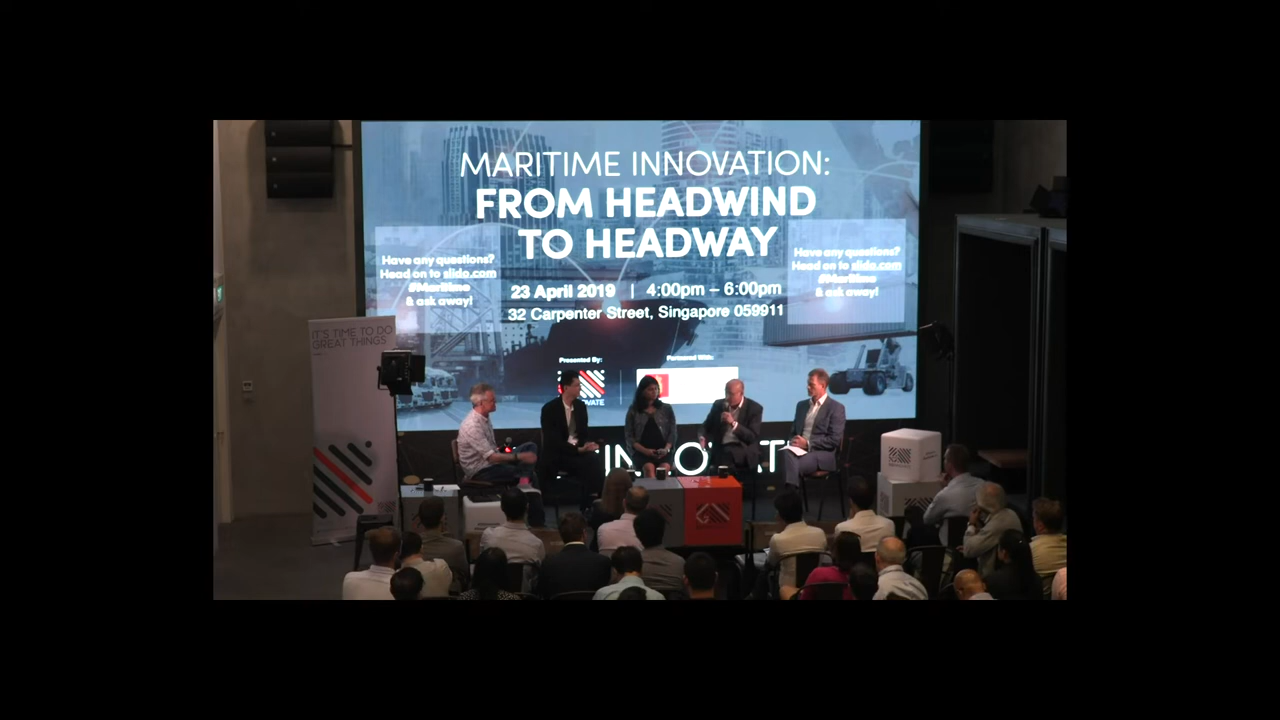 MARITIME INNOVATION:
FROM HEADWIND
TO HEADWAY
Have any questions?
Head on to slido.com
#Maritime
& ask away!
Have any questions?
Head on to slido.com
#Maritime
& ask away!
23 April 2019 | 4:00pm – 6:00pm
32 Carpenter Street, Singapore 059911
Presented By:
Partnered With:
IT'S TIME TO DO
GREAT THINGS